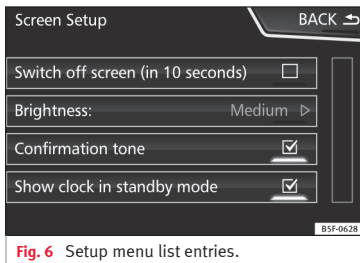 Screen Setup
BACK
Switch off screen (in 10 seconds)
Brightness: Medium
Confirmation tone
Show clock in standby mode
B5F-0628
Fig. 6 Setup menu list entries.